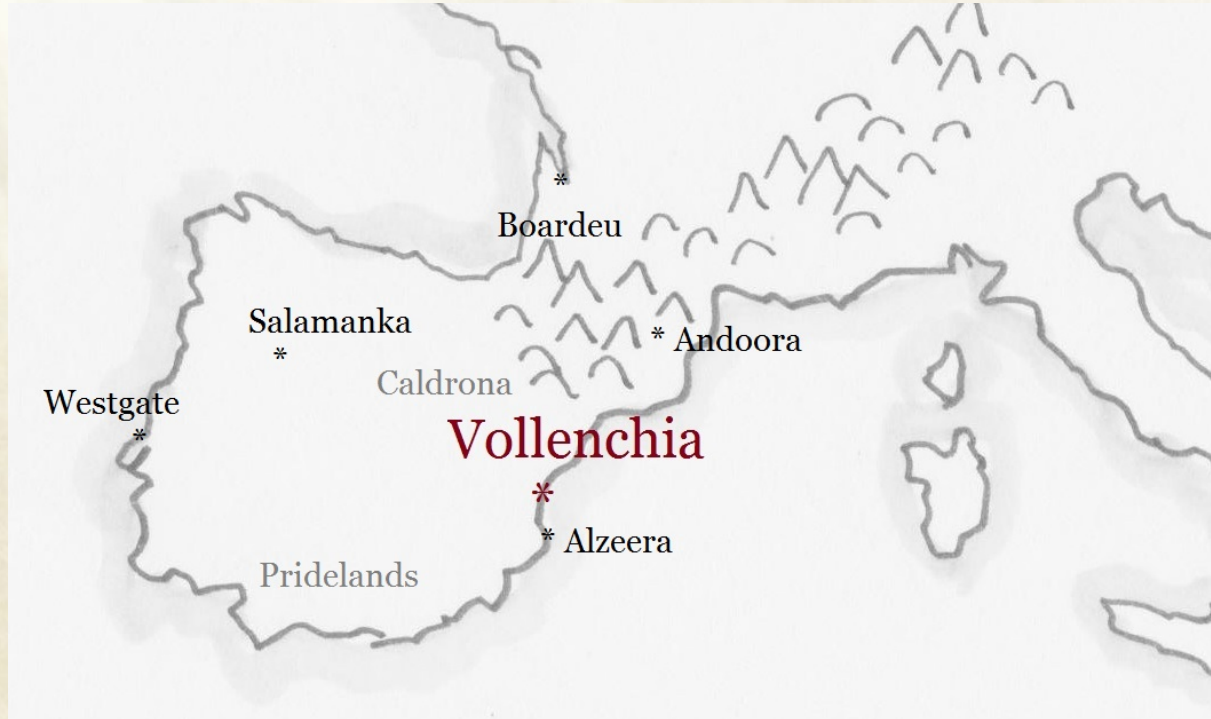 Boardeu
Salamanka
Andoora
Caldrona
Westgate
Vollenchia
Alzeera
Pridelands